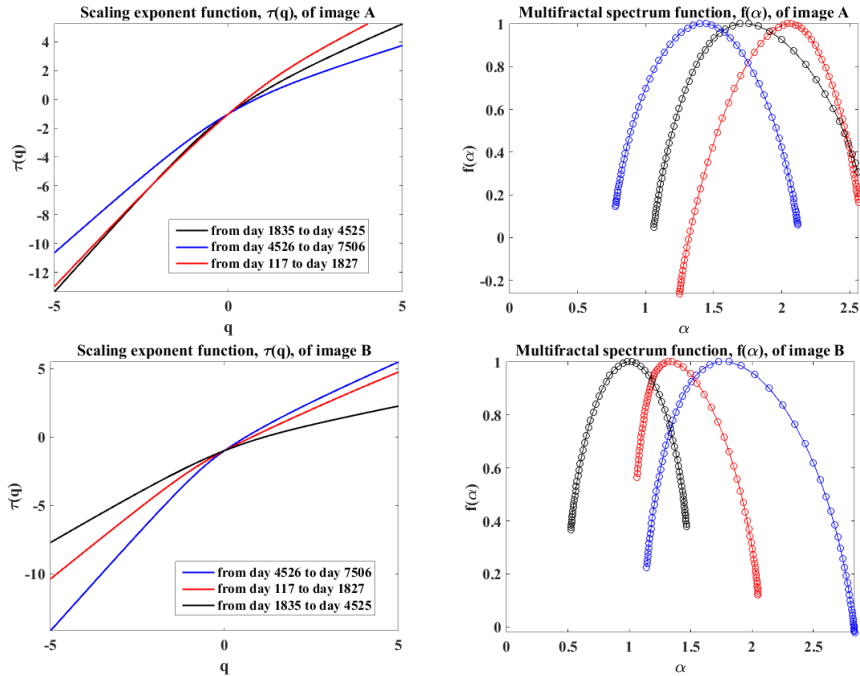 Scaling exponent function, τ(q), of image A
4
2
0
-2
-4
-6
-8
-10
-12
-5
0
5
τ(q)
q
from day 1835 to day 4525
from day 4526 to day 7506
from day 117 to day 1827
Multifractal spectrum function, f(α), of image A
1
0.8
0.6
0.4
0.2
0
-0.2
0
0.5
1
1.5
2
2.5
f(α)
α
Scaling exponent function, τ(q), of image B
5
0
-5
-10
-5
0
5
τ(q)
q
from day 4526 to day 7506
from day 117 to day 1827
from day 1835 to day 4525
Multifractal spectrum function, f(α), of image B
1
0.8
0.6
0.4
0.2
0
0
0.5
1
1.5
2
2.5
f(α)
α